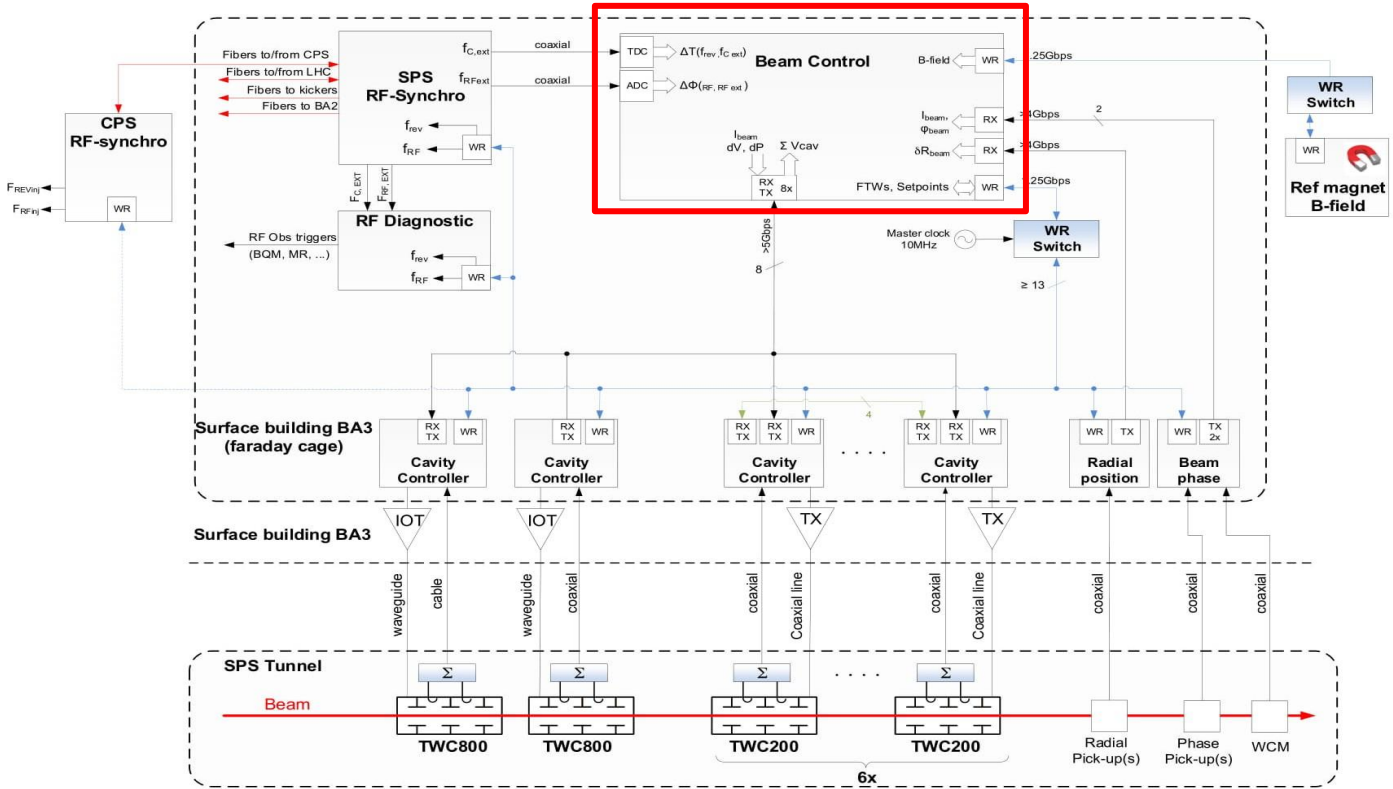 Fibers to/from CPS
Fibers to/from LHC
Fibers to kickers
Fibers to BA2
SPS
RF-Synchro
f_C,ext
f_RFext
coaxial
coaxial
f_rev
f_RF
WR
TDC
ΔT(f_rev, f_C ext)
ADC
ΔΦ(RF, RF ext)
Beam Control
B-field
WR
I_beam,
φ_beam
RX
δR_beam
RX
FTWs, Setpoints
WR
I_beam
dV, dP
Σ Vcav
RX
TX
8x
.25Gbps
>4Gbps
2
>4Gbps
.25Gbps
WR
Switch
WR
Ref magnet
B-field
CPS
RF-synchro
WR
F_REVinj
F_RFinj
F_C, EXT
F_RF, EXT
RF Diagnostic
f_rev
f_RF
WR
RF Obs triggers
(BQM, MR, ...)
>5Gbps
8
Master clock
10MHz
WR
Switch
≥ 13
4
Surface building BA3
(faraday cage)
RX
TX
WR
Cavity
Controller
RX
TX
WR
Cavity
Controller
RX
TX
RX
TX
WR
Cavity
Controller
. . . .
RX
TX
RX
TX
WR
Cavity
Controller
WR
TX
Radial
position
WR
TX
2x
Beam
phase
Surface building BA3
IOT
IOT
TX
TX
waveguide
cable
waveguide
coaxial
coaxial
Coaxial line
coaxial
Coaxial line
coaxial
coaxial
coaxial
SPS Tunnel
Σ
Σ
Σ
. . . .
Σ
Beam
TWC800
TWC800
TWC200
TWC200
6x
Radial
Pick-up(s)
Phase
Pick-up(s)
WCM